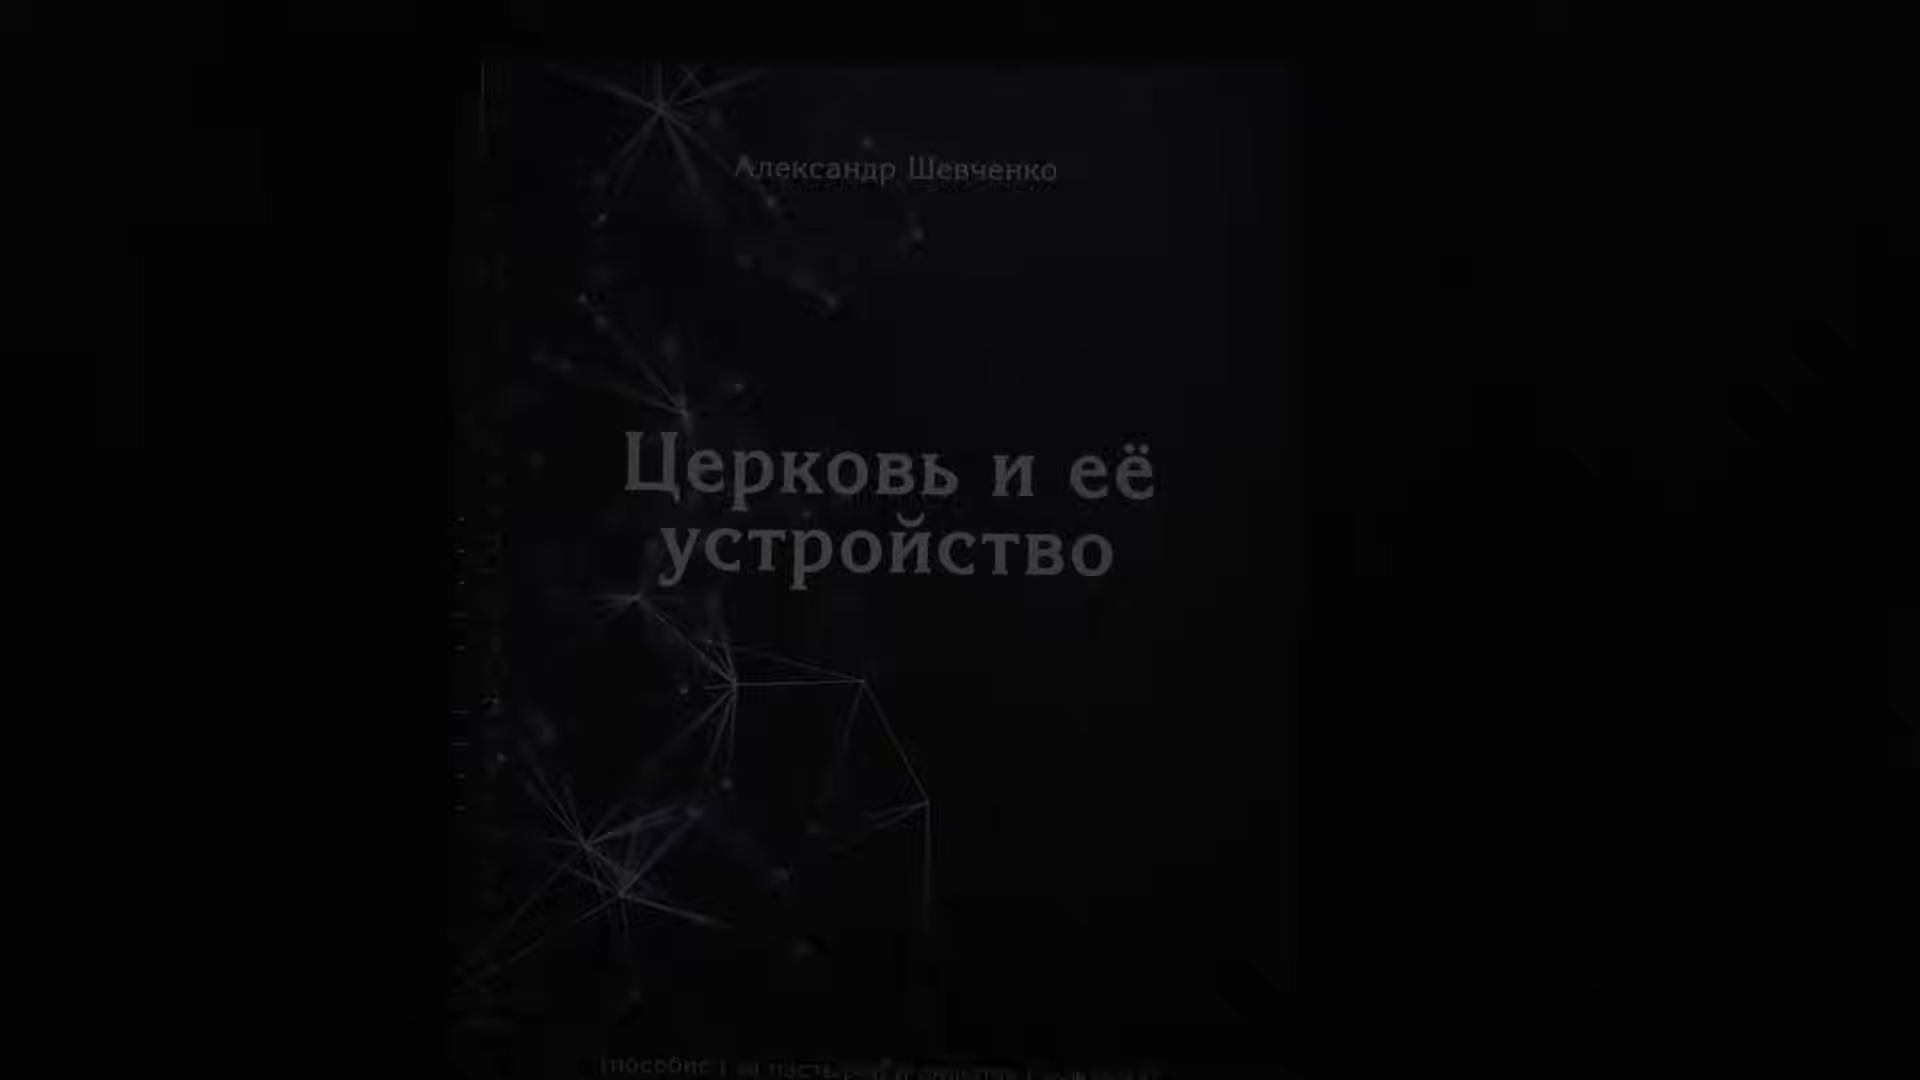 Александр Шевченко
Церковь и её
устройство